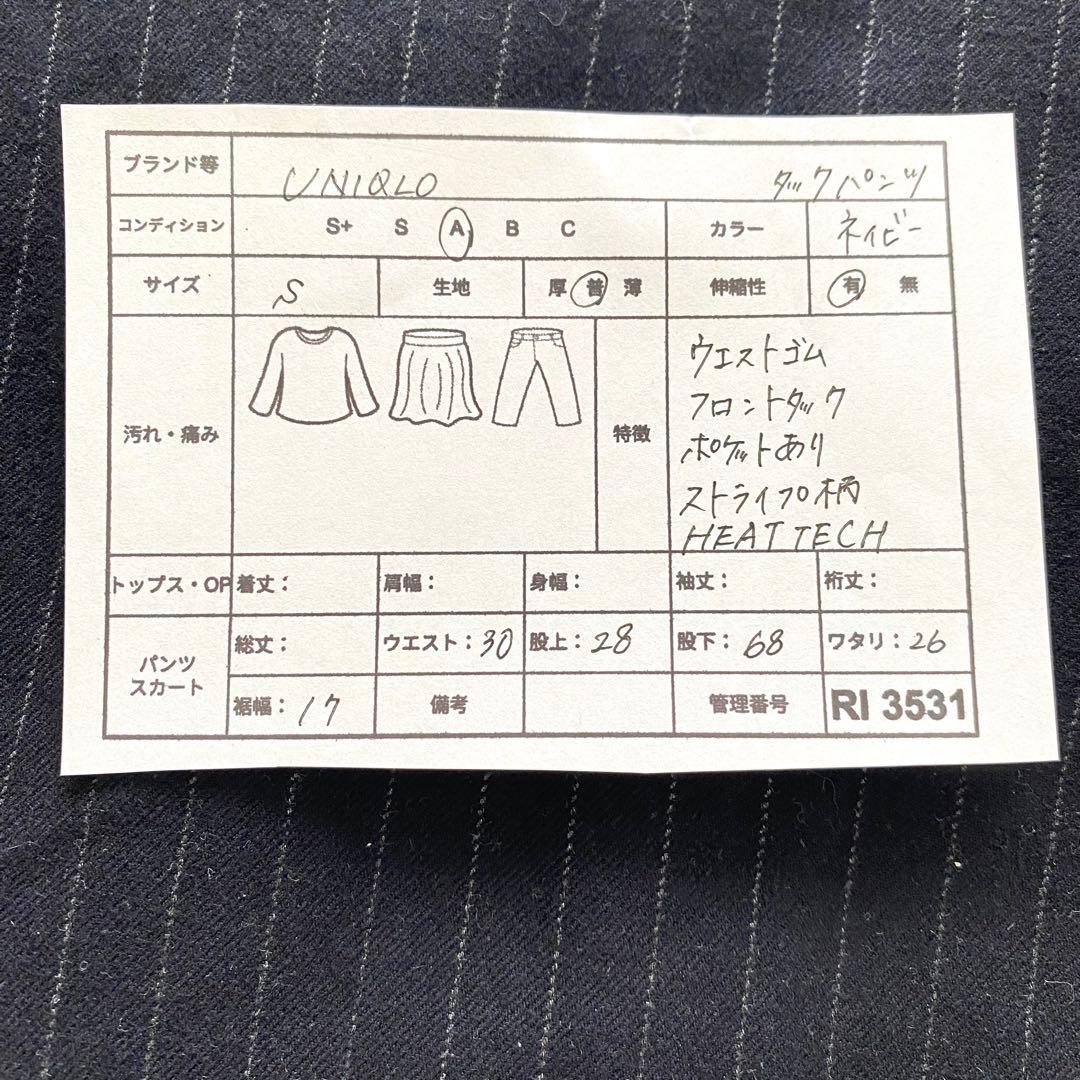 ブランド等 UNIQLO タックパンツ
コンディション S+ S A B C カラー ネイビー
サイズ S 生地 厚 普 薄 伸縮性 有 無
汚れ・痛み 特徴
ウエストゴム
フロントタック
ポケットあり
ストライプ柄
HEAT TECH
トップス・OP 着丈: 肩幅: 身幅: 袖丈: 裄丈:
パンツ
スカート
総丈: ウエスト: 30 股上: 28 股下: 68 ワタリ: 26
裾幅: 17 備考 管理番号 RI 3531